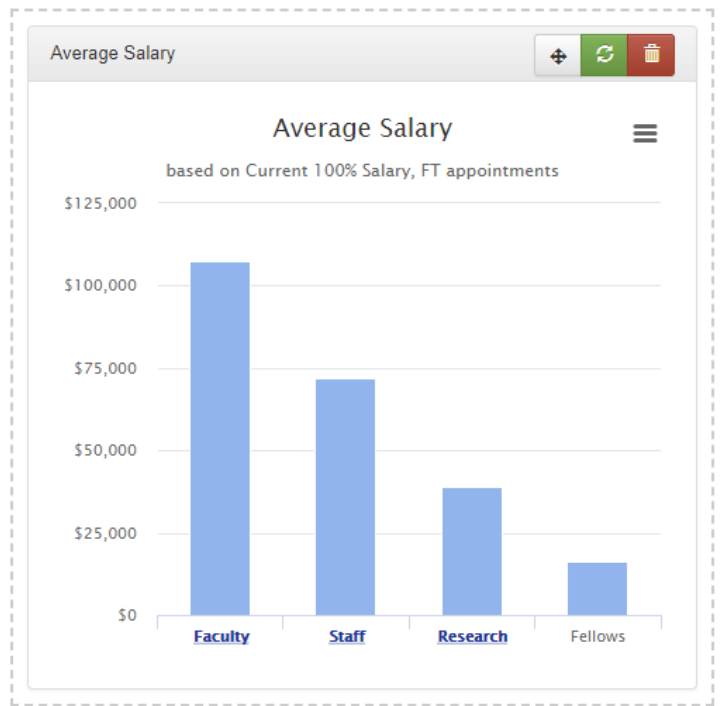 Average Salary
Average Salary
based on Current 100% Salary, FT appointments
$125,000
$100,000
$75,000
$50,000
$25,000
$0
Faculty Staff Research Fellows